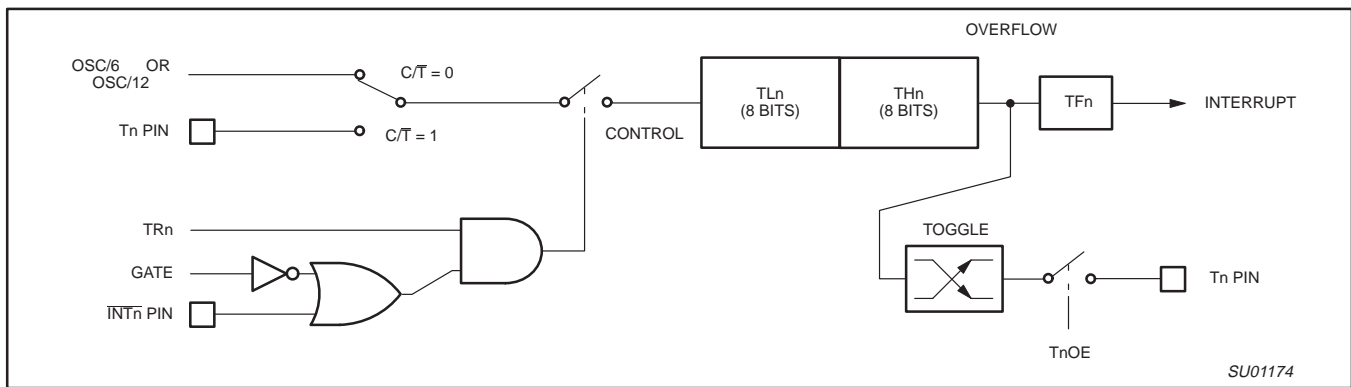 OVERFLOW
OSC/6 OR
OSC/12
C/T̅ = 0
TLn
(8 BITS)
THn
(8 BITS)
TFn
INTERRUPT
Tn PIN
C/T̅ = 1
CONTROL
TRn
TOGGLE
GATE
Tn PIN
I̅N̅T̅n̅ PIN
TnOE
SU01174